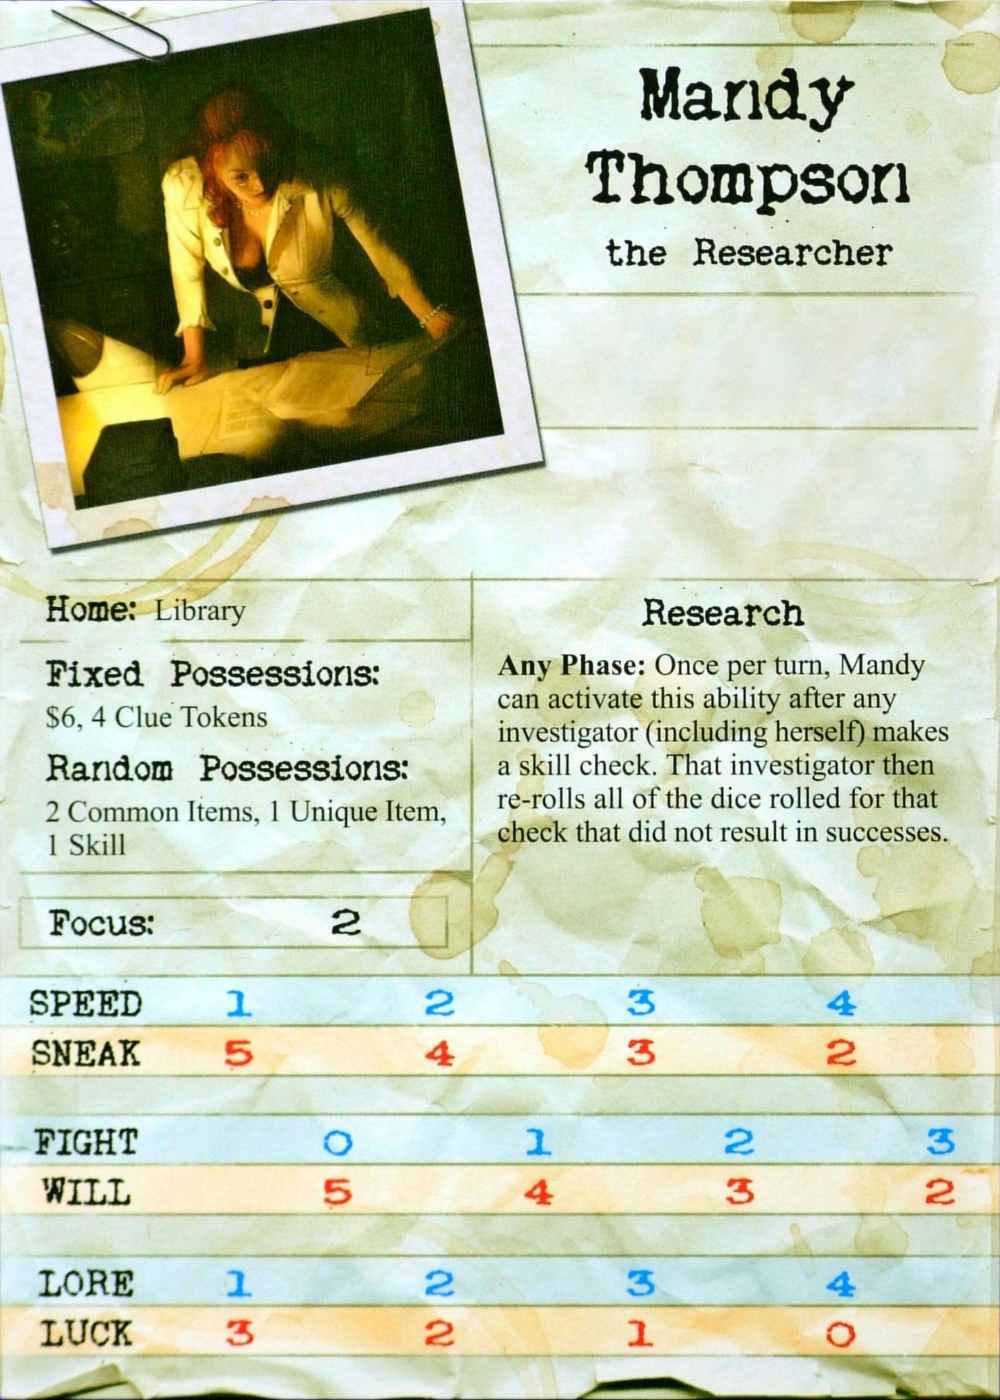 Mandy
Thompson
the Researcher
Home: Library
Fixed Possessions:
$6, 4 Clue Tokens
Random Possessions:
2 Common Items, 1 Unique Item,
1 Skill
Focus: 2
Research
Any Phase: Once per turn, Mandy
can activate this ability after any
investigator (including herself) makes
a skill check. That investigator then
re-rolls all of the dice rolled for that
check that did not result in successes.
SPEED 1 2 3 4
SNEAK 5 4 3 2
FIGHT 0 1 2 3
WILL 5 4 3 2
LORE 1 2 3 4
LUCK 3 2 1 0